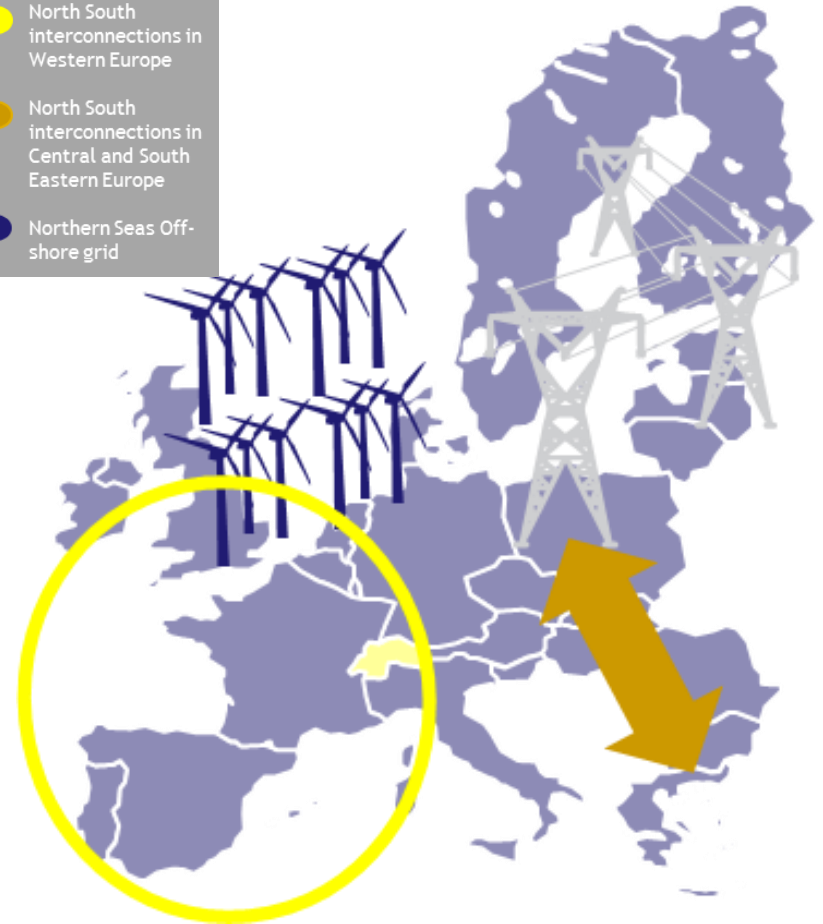 North South
interconnections in
Western Europe
North South
interconnections in
Central and South
Eastern Europe
Northern Seas Off-
shore grid